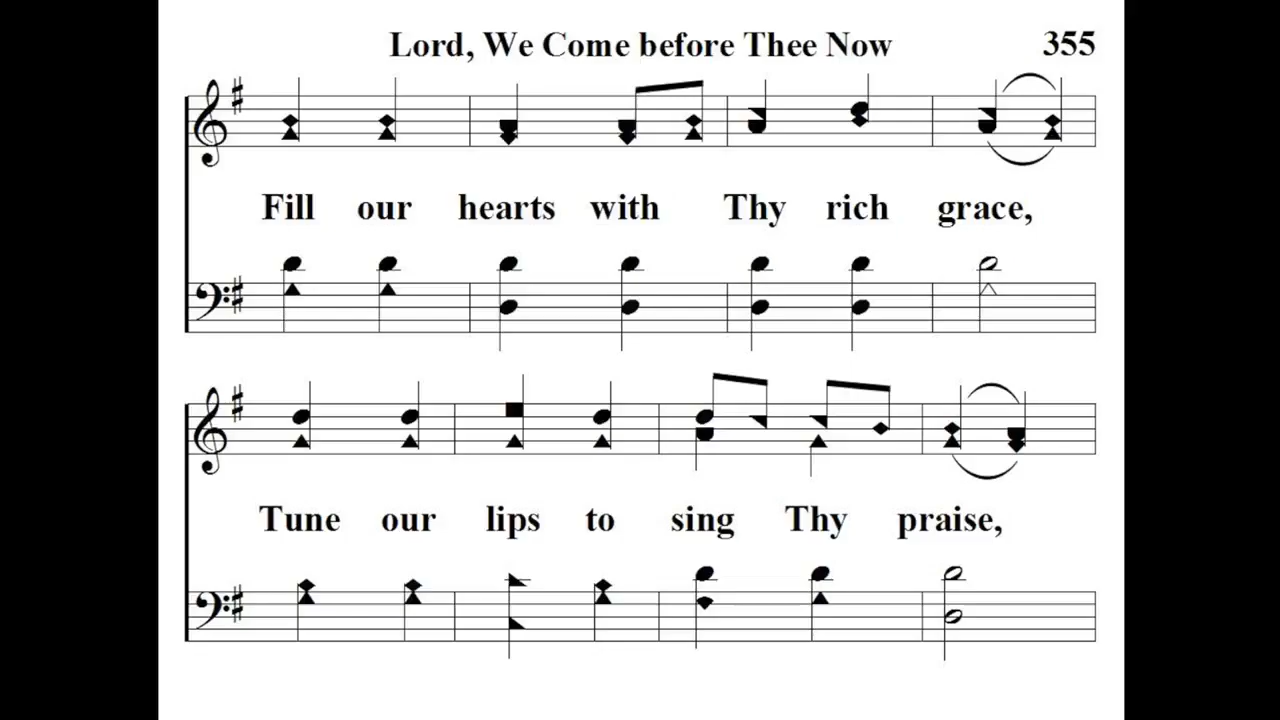 Lord, We Come before Thee Now 355
Fill our hearts with Thy rich grace,
Tune our lips to sing Thy praise,